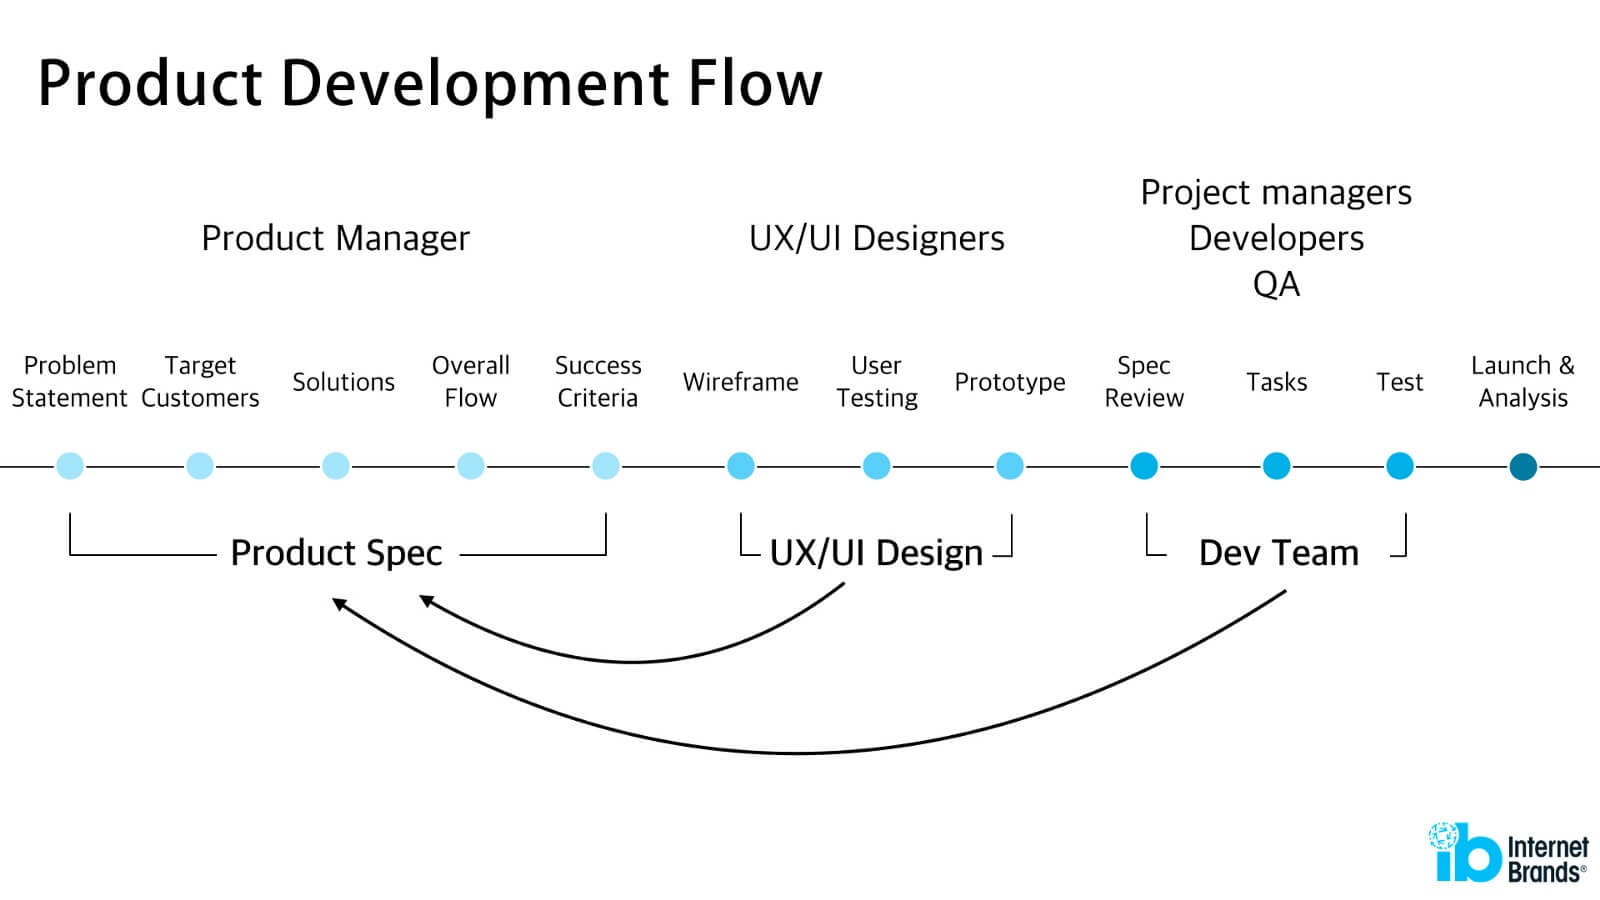 Product Development Flow
Product Manager
UX/UI Designers
Project managers
Developers
QA
Problem
Statement
Target
Customers
Solutions
Overall
Flow
Success
Criteria
Wireframe
User
Testing
Prototype
Spec
Review
Tasks
Test
Launch &
Analysis
Product Spec
UX/UI Design
Dev Team
ib
Internet
Brands®